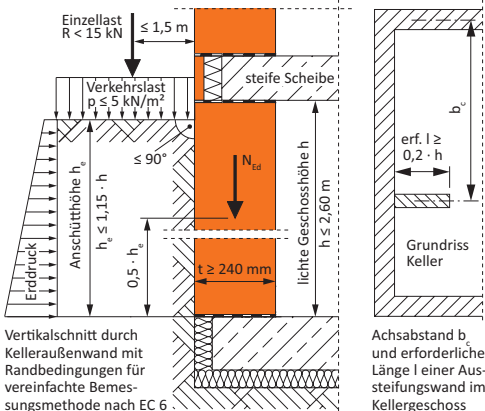 Einzellast
R < 15 kN
≤ 1,5 m
Verkehrslast
p ≤ 5 kN/m²
steife Scheibe
≤ 90°
N_Ed
Erddruck
Anschütthöhe h_e
h_e ≤ 1,15 · h
0,5 · h_e
t ≥ 240 mm
lichte Geschosshöhe h
h ≤ 2,60 m
b_c
erf. l ≥
0,2 · h
Grundriss
Keller
Vertikalschnitt durch
Kelleraußenwand mit
Randbedingungen für
vereinfachte Bemes-
sungsmethode nach EC 6
Achsabstand b_c
und erforderliche
Länge l einer Aus-
steifungswand im
Kellergeschoss